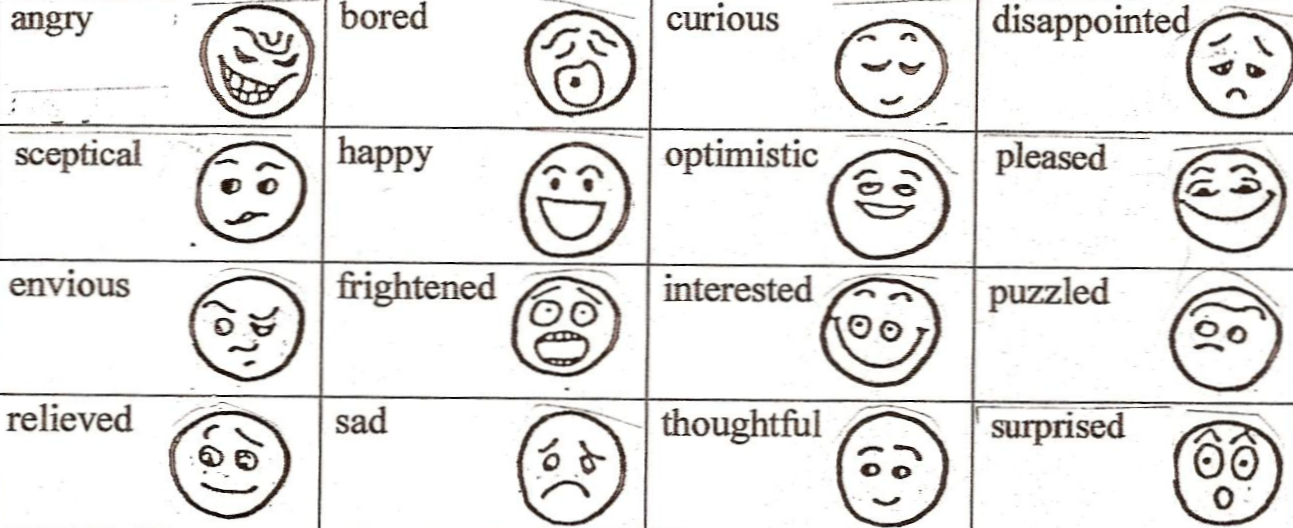 angry bored curious disappointed
sceptical happy optimistic pleased
envious frightened interested puzzled
relieved sad thoughtful surprised